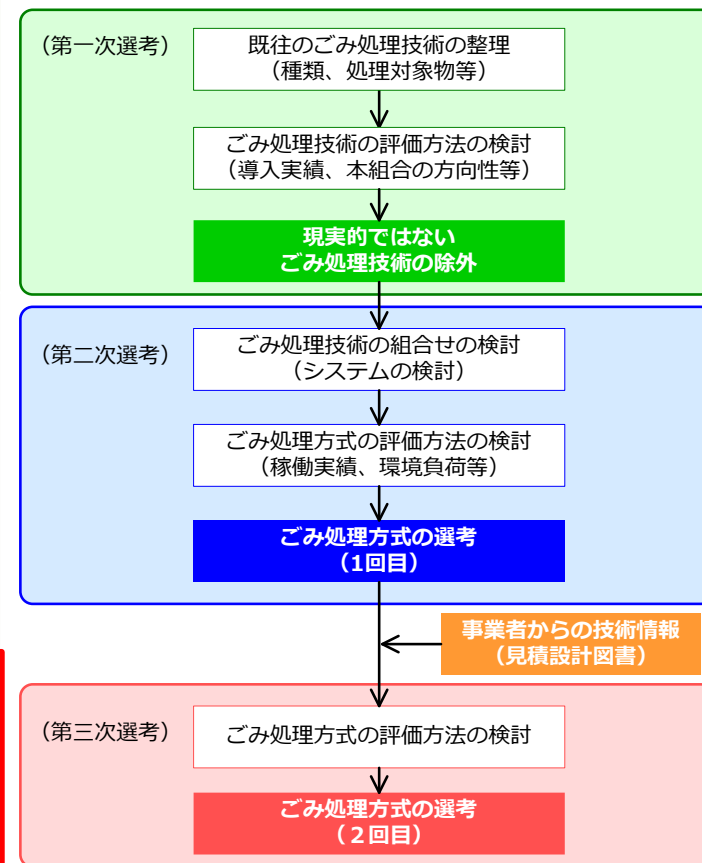 （第一次選考）
既往のごみ処理技術の整理
（種類、処理対象物等）
ごみ処理技術の評価方法の検討
（導入実績、本組合の方向性等）
現実的ではない
ごみ処理技術の除外
（第二次選考）
ごみ処理技術の組合せの検討
（システムの検討）
ごみ処理方式の評価方法の検討
（稼働実績、環境負荷等）
ごみ処理方式の選考
（1回目）
事業者からの技術情報
（見積設計図書）
（第三次選考）
ごみ処理方式の評価方法の検討
ごみ処理方式の選考
（２回目）